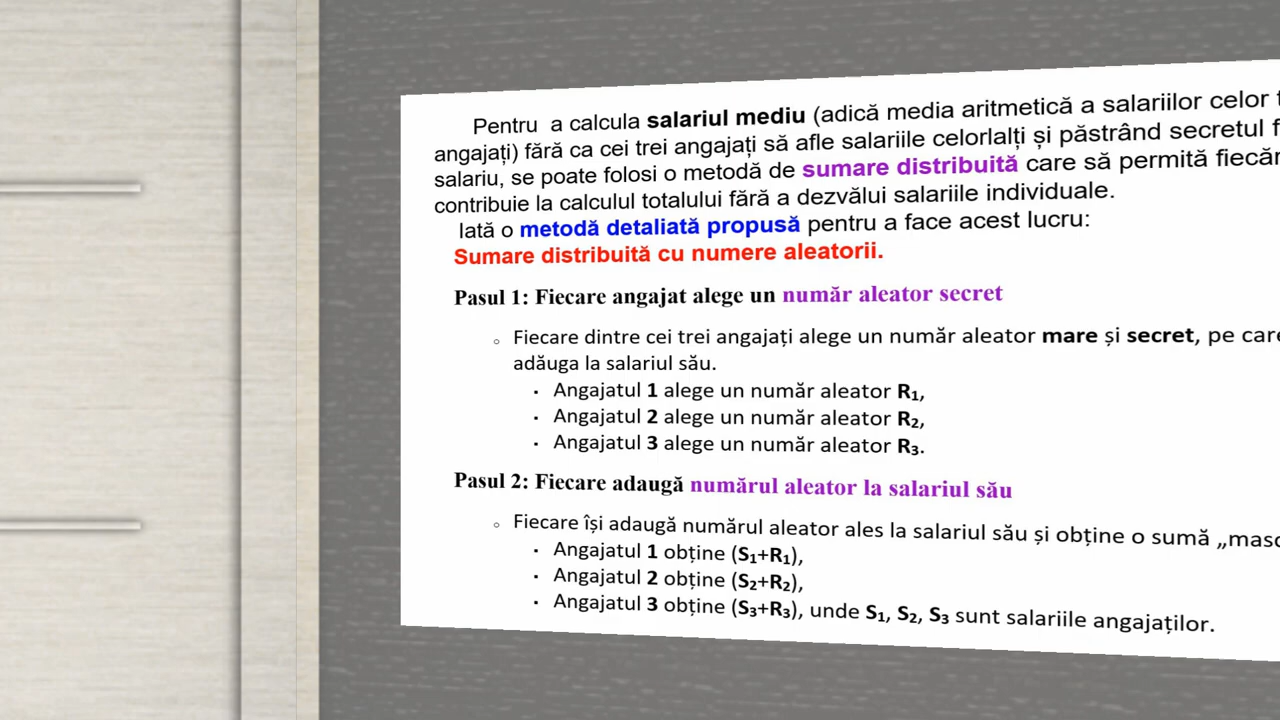 Pentru a calcula salariul mediu (adică media aritmetică a salariilor celor
angajați) fără ca cei trei angajați să afle salariile celorlalți și păstrând secretul
salariu, se poate folosi o metodă de sumare distribuită care să permită
contribuie la calculul totalului fără a dezvălui salariile individuale.
Iată o metodă detaliată propusă pentru a face acest lucru:
Sumare distribuită cu numere aleatorii.
Pasul 1: Fiecare angajat alege un număr aleator secret
◦ Fiecare dintre cei trei angajați alege un număr aleator mare și secret, pe care
adăuga la salariul său.
▪ Angajatul 1 alege un număr aleator R₁,
▪ Angajatul 2 alege un număr aleator R₂,
▪ Angajatul 3 alege un număr aleator R₃.
Pasul 2: Fiecare adaugă numărul aleator la salariul său
◦ Fiecare își adaugă numărul aleator ales la salariul său și obține o sumă
▪ Angajatul 1 obține (S₁+R₁),
▪ Angajatul 2 obține (S₂+R₂),
▪ Angajatul 3 obține (S₃+R₃), unde S₁, S₂, S₃ sunt salariile angajaților.